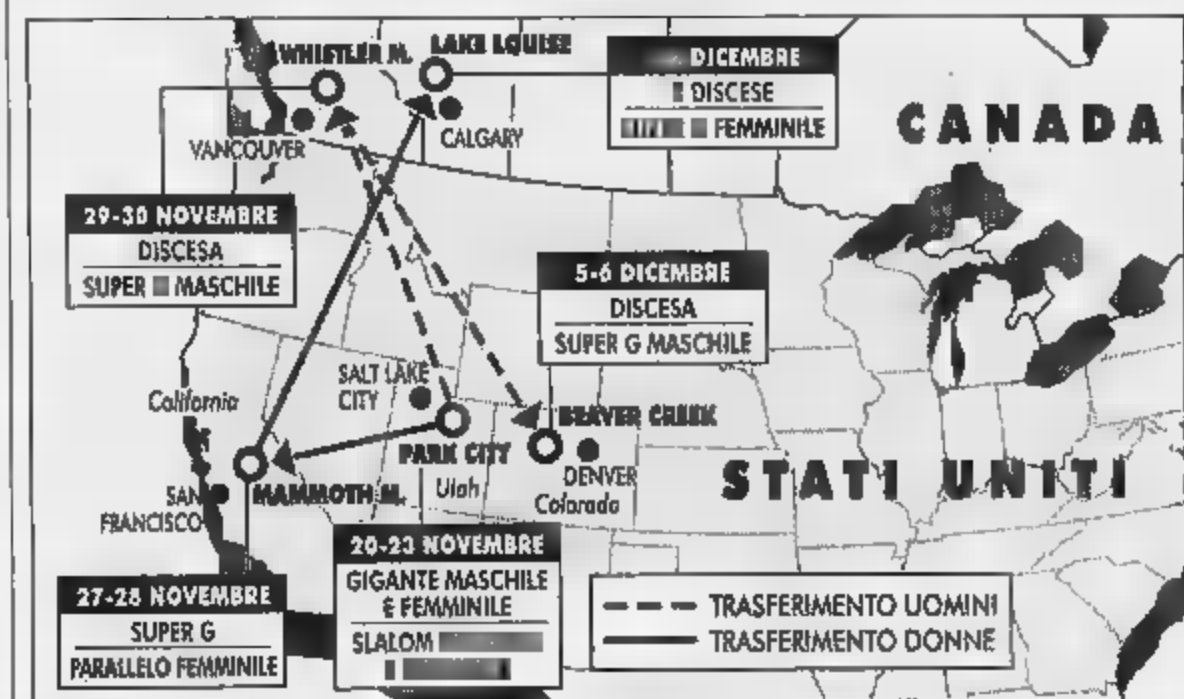 WHISTLER M.
LAKE LOUISE
VANCOUVER
CALGARY
DICEMBRE
DISCESE
FEMMINILE
CANADA
29-30 NOVEMBRE
DISCESA
SUPER MASCHILE
5-6 DICEMBRE
DISCESA
SUPER G MASCHILE
California
SALT LAKE
CITY
PARK CITY
Utah
BEAVER CREEK
DENVER
Colorado
STATI UNITI
SAN
FRANCISCO
MAMMOTH M.
27-28 NOVEMBRE
SUPER G
PARALLELO FEMMINILE
20-23 NOVEMBRE
GIGANTE MASCHILE
E FEMMINILE
SLALOM
TRASFERIMENTO UOMINI
TRASFERIMENTO DONNE